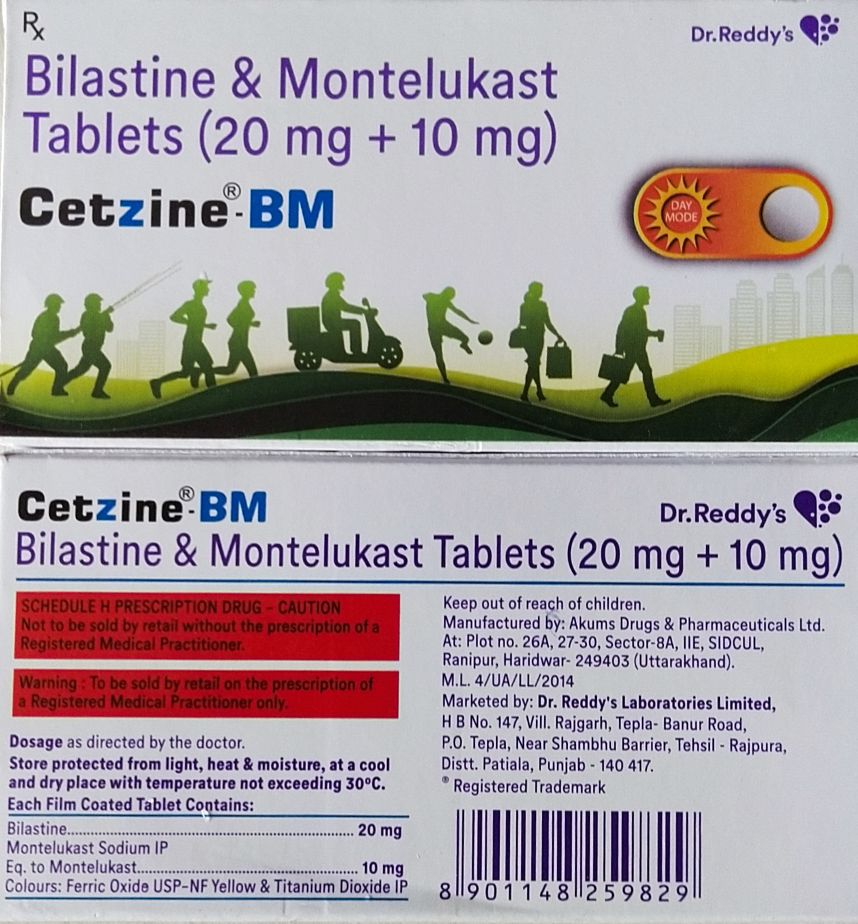 Rx
Dr.Reddy's
Bilastine & Montelukast
Tablets (20 mg + 10 mg)
Cetzine®-BM
DAY
MODE
Cetzine®-BM
Dr.Reddy's
Bilastine & Montelukast Tablets (20 mg + 10 mg)
SCHEDULE H PRESCRIPTION DRUG - CAUTION
Not to be sold by retail without the prescription of a
Registered Medical Practitioner.
Warning : To be sold by retail on the prescription of
a Registered Medical Practitioner only.
Dosage as directed by the doctor.
Store protected from light, heat & moisture, at a cool
and dry place with temperature not exceeding 30°C.
Each Film Coated Tablet Contains:
Bilastine.......................................................... 20 mg
Montelukast Sodium IP
Eq. to Montelukast............................................. 10 mg
Colours: Ferric Oxide USP-NF Yellow & Titanium Dioxide IP
Keep out of reach of children.
Manufactured by: Akums Drugs & Pharmaceuticals Ltd.
At: Plot no. 26A, 27-30, Sector-8A, IIE, SIDCUL,
Ranipur, Haridwar- 249403 (Uttarakhand).
M.L. 4/UA/LL/2014
Marketed by: Dr. Reddy's Laboratories Limited,
H B No. 147, Vill. Rajgarh, Tepla- Banur Road,
P.O. Tepla, Near Shambhu Barrier, Tehsil - Rajpura,
Distt. Patiala, Punjab - 140 417.
® Registered Trademark
8 901148 259829